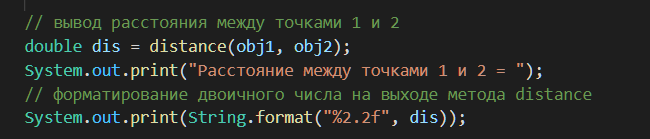 // вывод расстояния между точками 1 и 2
double dis = distance(obj1, obj2);
System.out.print("Расстояние между точками 1 и 2 = ");
// форматирование двоичного числа на выходе метода distance
System.out.print(String.format("%2.2f", dis));